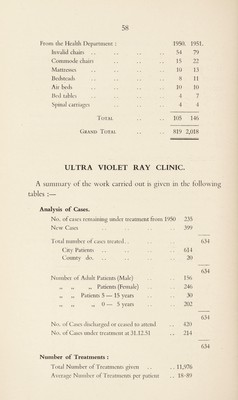 58
From the Health Department : 1950. 1951.
Invalid chairs .. .. .. .. 54 79
Commode chairs .. .. .. 15 22
Mattresses .. .. .. .. 10 13
Bedsteads .. .. .. .. 8 11
Air beds .. .. .. .. 10 10
Bed tables .. .. .. .. 4 7
Spinal carriages .. .. .. 4 4
TOTAL .. .. 105 146
GRAND TOTAL .. .. 819 2,018
ULTRA VIOLET RAY CLINIC.
A summary of the work carried out is given in the following
tables :—
Analysis of Cases.
No. of cases remaining under treatment from 1950 235
New Cases .. .. .. .. 399
634
Total number of cases treated.. .. ..
City Patients .. .. .. .. 614
County do. .. .. .. .. 20
634
Number of Adult Patients (Male) .. .. 156
„ „ „ Patients (Female) .. 246
„ „ Patients 5 — 15 years .. 30
„ „ „ 0 — 5 years .. 202
634
No. of Cases discharged or ceased to attend .. 420
No. of Cases under treatment at 31.12.51 .. 214
634
Number of Treatments :
Total Number of Treatments given .. .. 11,976
Average Number of Treatments per patient .. 18·89